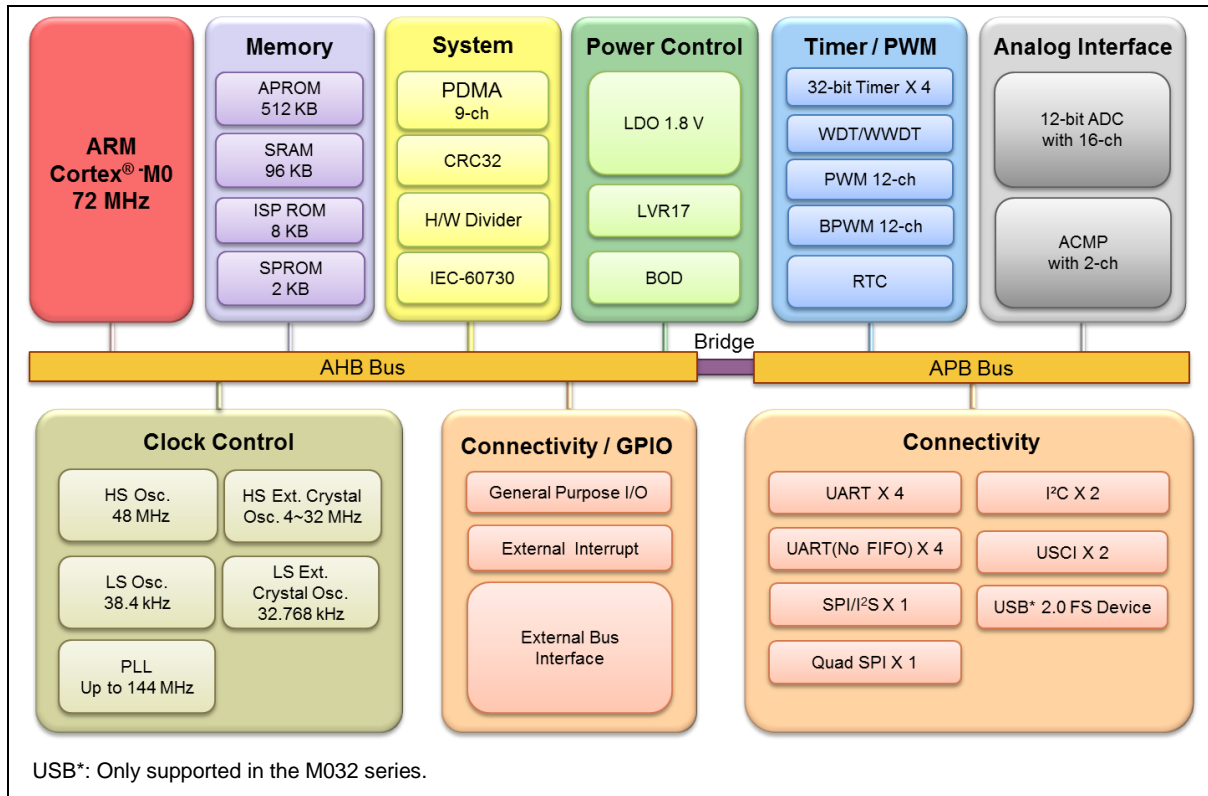 ARM
Cortex® -M0
72 MHz
Memory
APROM
512 KB
SRAM
96 KB
ISP ROM
8 KB
SPROM
2 KB
System
PDMA
9-ch
CRC32
H/W Divider
IEC-60730
Power Control
LDO 1.8 V
LVR17
BOD
Timer / PWM
32-bit Timer X 4
WDT/WWDT
PWM 12-ch
BPWM 12-ch
RTC
Analog Interface
12-bit ADC
with 16-ch
ACMP
with 2-ch
AHB Bus
Bridge
APB Bus
Clock Control
HS Osc.
48 MHz
HS Ext. Crystal
Osc. 4~32 MHz
LS Osc.
38.4 kHz
LS Ext.
Crystal Osc.
32.768 kHz
PLL
Up to 144 MHz
Connectivity / GPIO
General Purpose I/O
External Interrupt
External Bus
Interface
Connectivity
UART X 4
I²C X 2
UART(No FIFO) X 4
USCI X 2
SPI/I²S X 1
USB* 2.0 FS Device
Quad SPI X 1
USB*: Only supported in the M032 series.